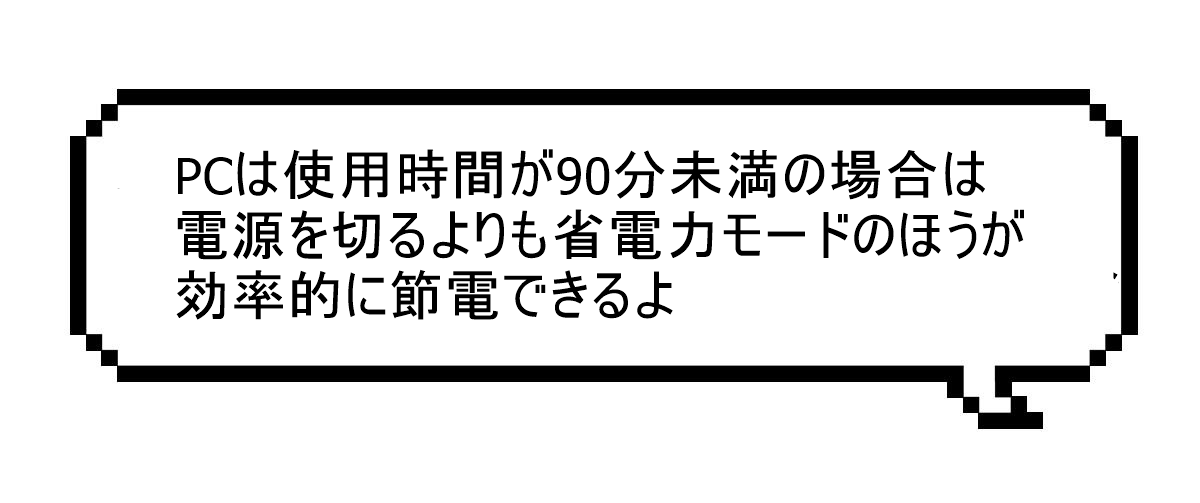 PCは使用時間が90分未満の場合は
電源を切るよりも省電力モードのほうが
効率的に節電できるよ